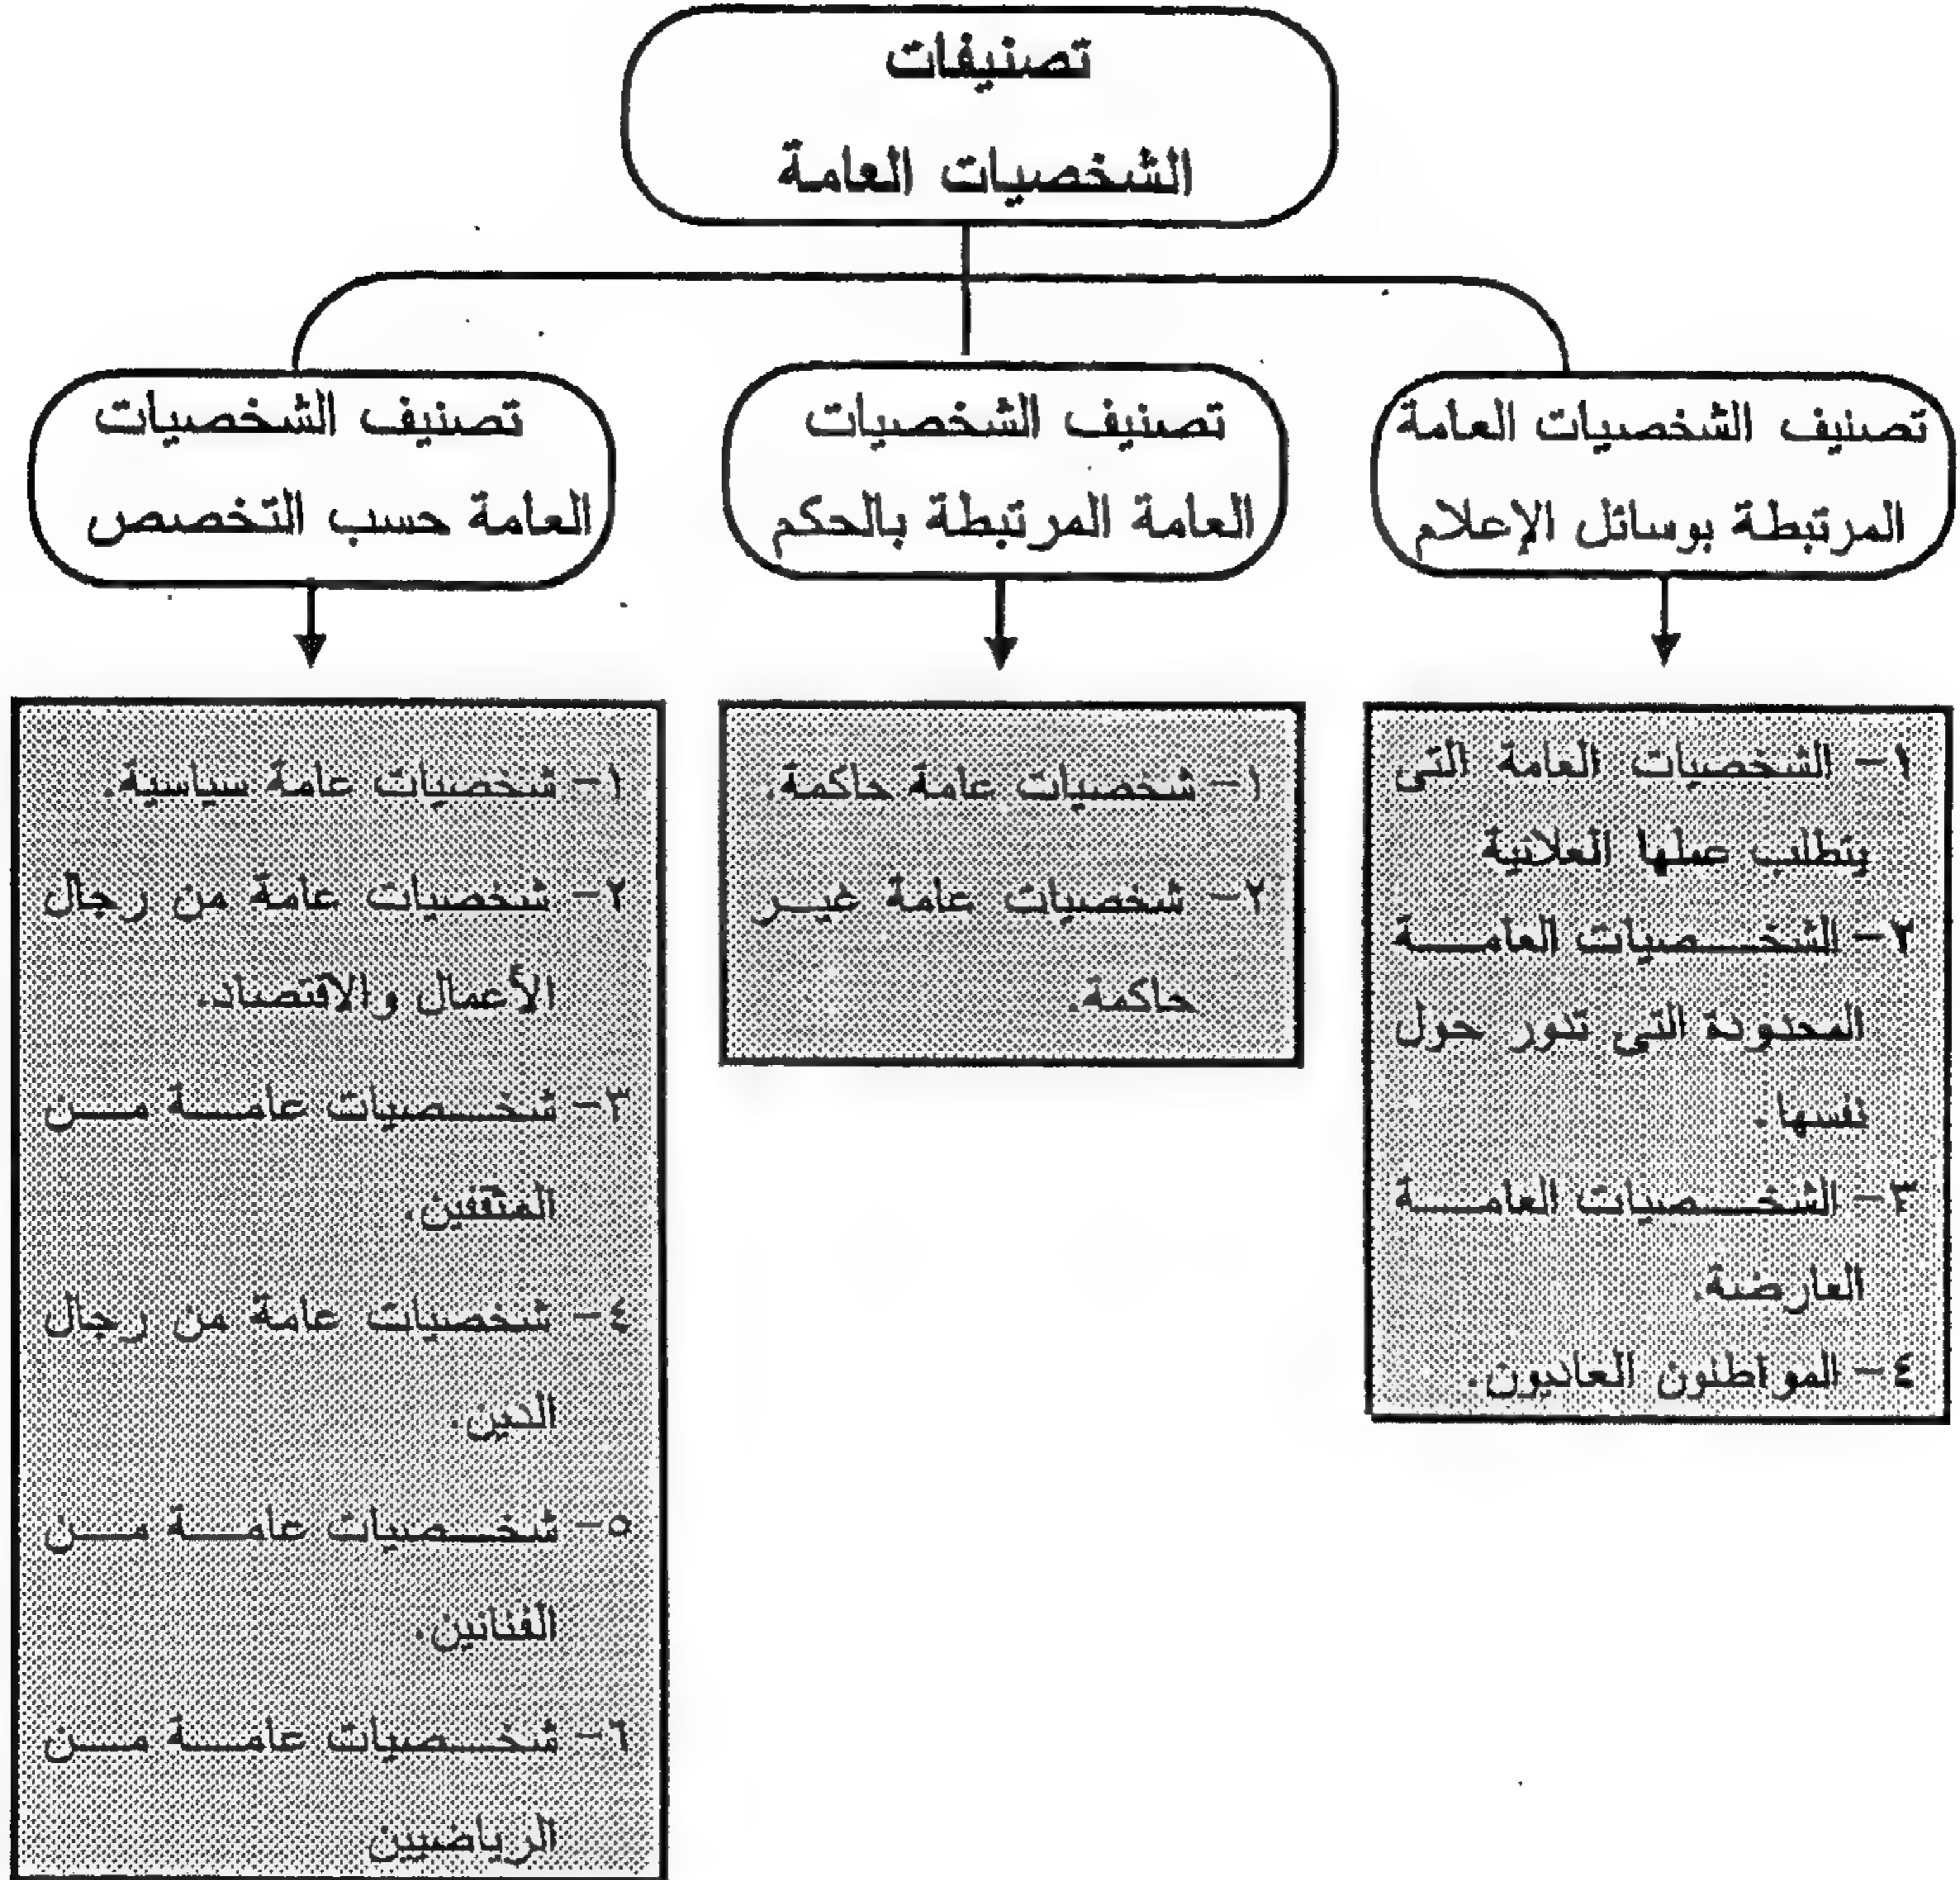 تصنيفات
الشخصيات العامة
تصنيف الشخصيات العامة
المرتبطة بوسائل الإعلام
١- الشخصيات العامة التى
يتطلب عملها العلانية
٢- الشخصيات العامة
المحدودة التى تدور حول
نفسها.
٣- الشخصيات العامة
العارضة.
٤- المواطنون العاديون.
تصنيف الشخصيات
العامة المرتبطة بالحكم
١- شخصيات عامة حاكمة.
٢- شخصيات عامة غير
حاكمة.
تصنيف الشخصيات
العامة حسب التخصص
١- شخصيات عامة سياسية.
٢- شخصيات عامة من رجال
الأعمال والاقتصاد.
٣- شخصيات عامة من
المثقفين.
٤- شخصيات عامة من رجال
الدين.
٥- شخصيات عامة من
الفنانين.
٦- شخصيات عامة من
الرياضيين